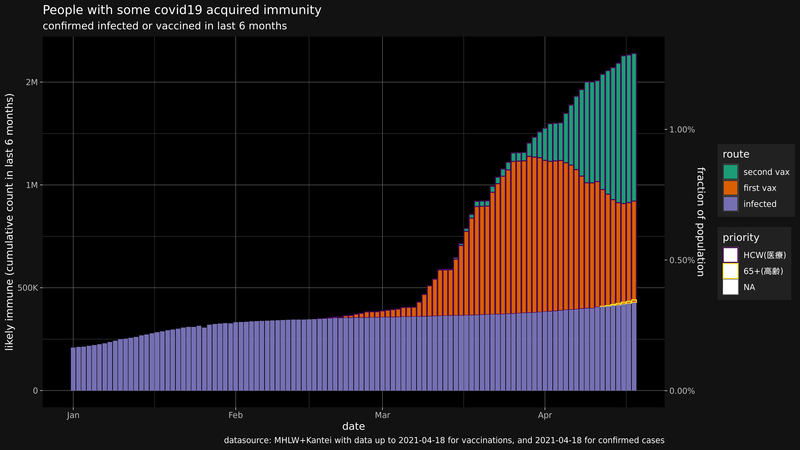 People with some covid19 acquired immunity
confirmed infected or vaccined in last 6 months
likely immune (cumulative count in last 6 months)
2M
1M
500K
0
Jan
Feb
Mar
Apr
date
1.00%
0.50%
0.00%
fraction of population
route
second vax
first vax
infected
priority
HCW(医療)
65+(高齢)
NA
datasource: MHLW+Kantei with data up to 2021-04-18 for vaccinations, and 2021-04-18 for confirmed cases